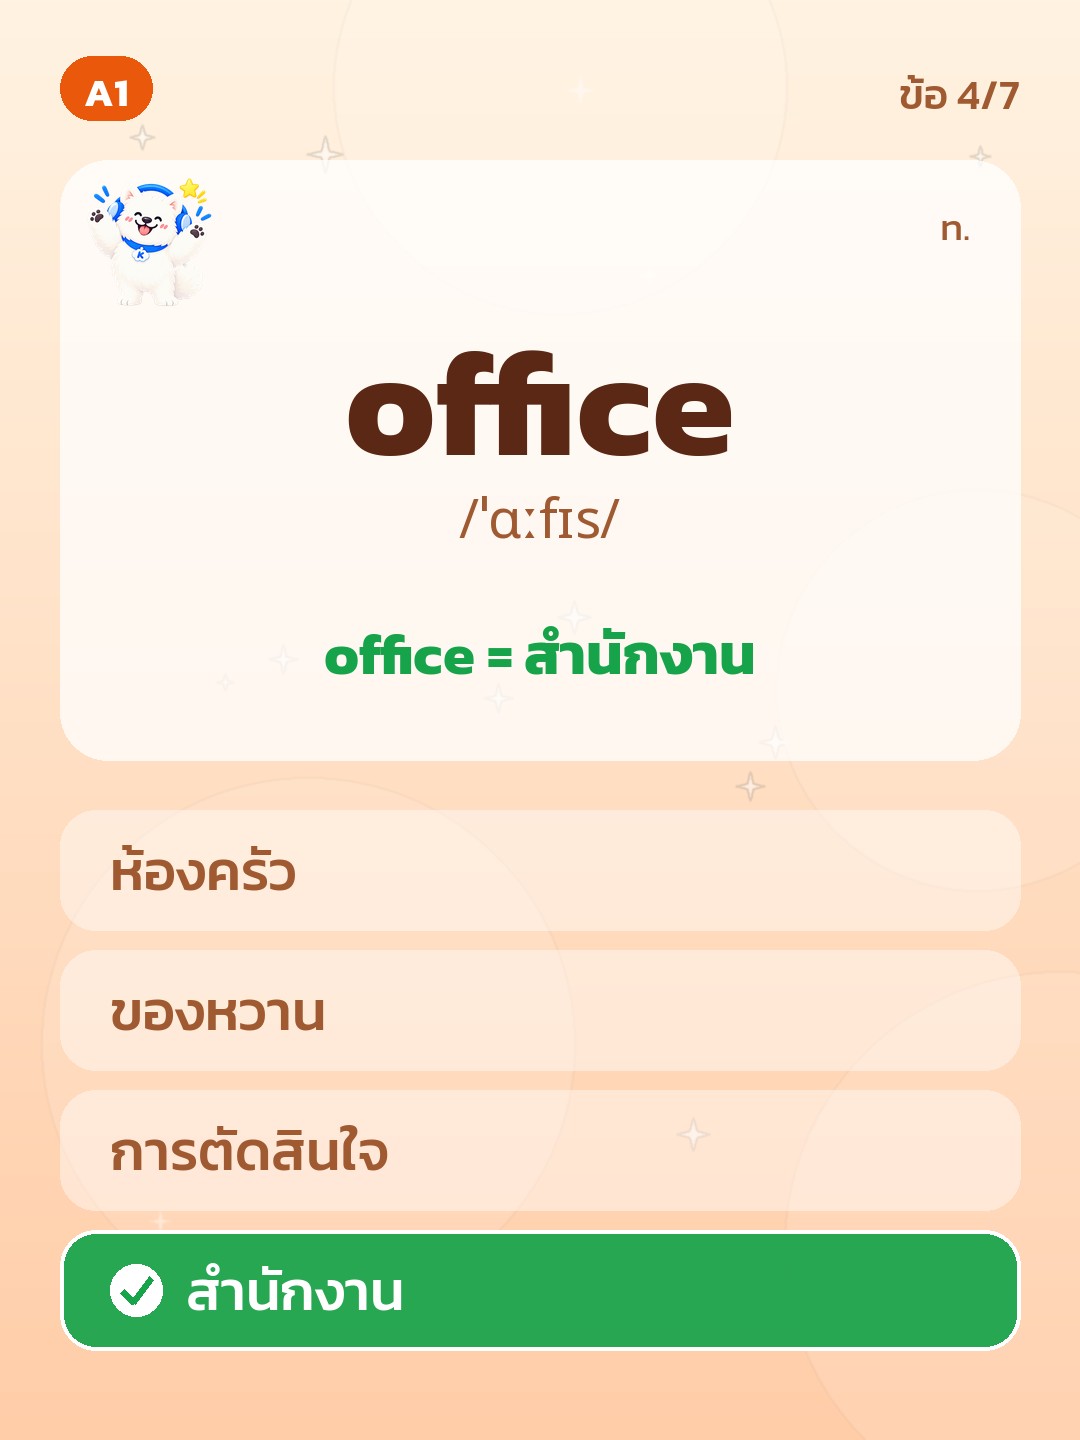 A1
ข้อ 4/7
n.
office
/ˈɑːfɪs/
office = สำนักงาน
ห้องครัว
ของหวาน
การตัดสินใจ
สำนักงาน
K